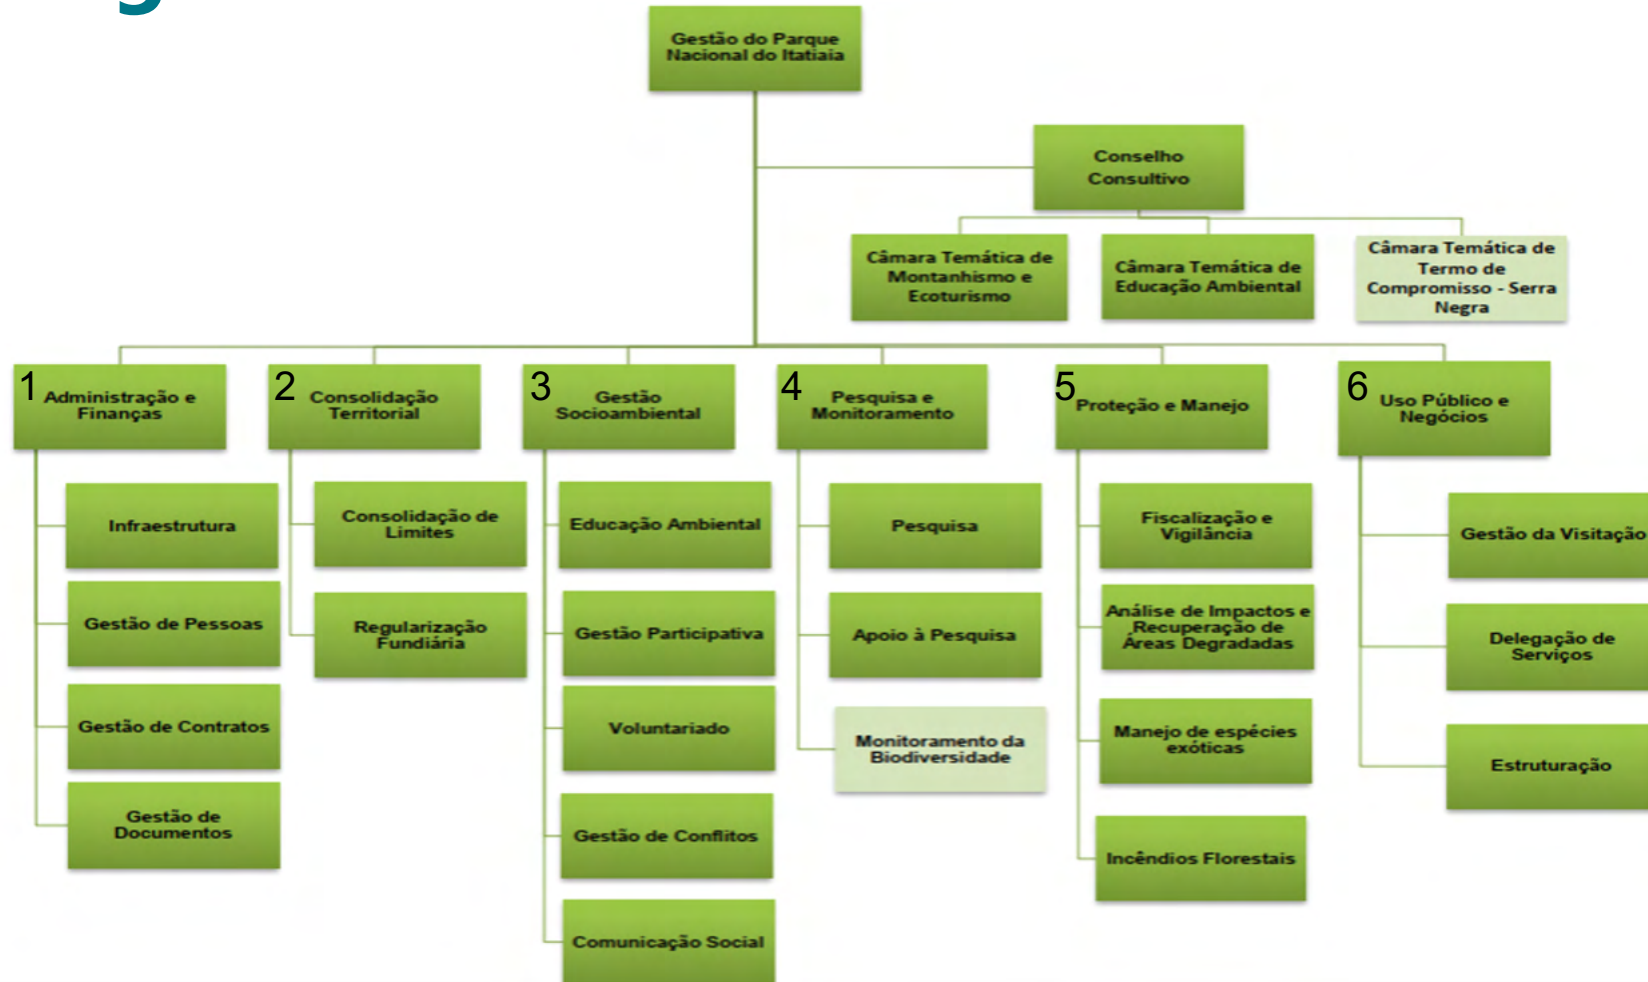 g
Gestão do Parque
Nacional do Itatiaia
Conselho
Consultivo
Câmara Temática de
Montanhismo e
Ecoturismo
Câmara Temática de
Educação Ambiental
Câmara Temática de
Termo de
Compromisso - Serra
Negra
1
Administração e
Finanças
2
Consolidação
Territorial
3
Gestão
Socioambiental
4
Pesquisa e
Monitoramento
5
Proteção e Manejo
6
Uso Público e
Negócios
Infraestrutura
Gestão de Pessoas
Gestão de Contratos
Gestão de
Documentos
Consolidação de
Limites
Regularização
Fundiária
Educação Ambiental
Gestão Participativa
Voluntariado
Gestão de Conflitos
Comunicação Social
Pesquisa
Apoio à Pesquisa
Monitoramento da
Biodiversidade
Fiscalização e
Vigilância
Análise de Impactos e
Recuperação de
Áreas Degradadas
Manejo de espécies
exóticas
Incêndios Florestais
Gestão da Visitação
Delegação de
Serviços
Estruturação